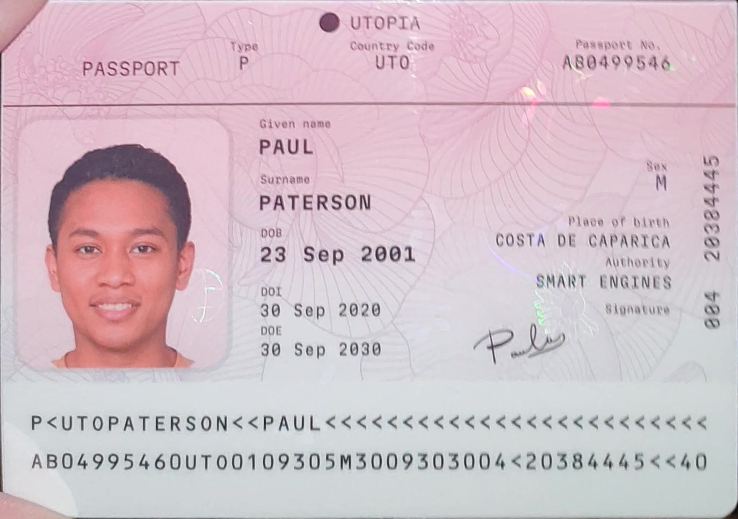 UTOPIA
PASSPORT
Type
P
Country Code
UTO
Passport No.
AB0499546
Given name
PAUL
Surname
PATERSON
DOB
23 Sep 2001
DOI
30 Sep 2020
DOE
30 Sep 2030
Sex
M
Place of birth
COSTA DE CAPARICA
Authority
SMART ENGINES
Signature
Paulus
004 20384445
P<UTOPATERSON<<PAUL<<<<<<<<<<<<<<<<<<<<<<<<<
AB04995460UTO0109305M3009303004<20384445<<40